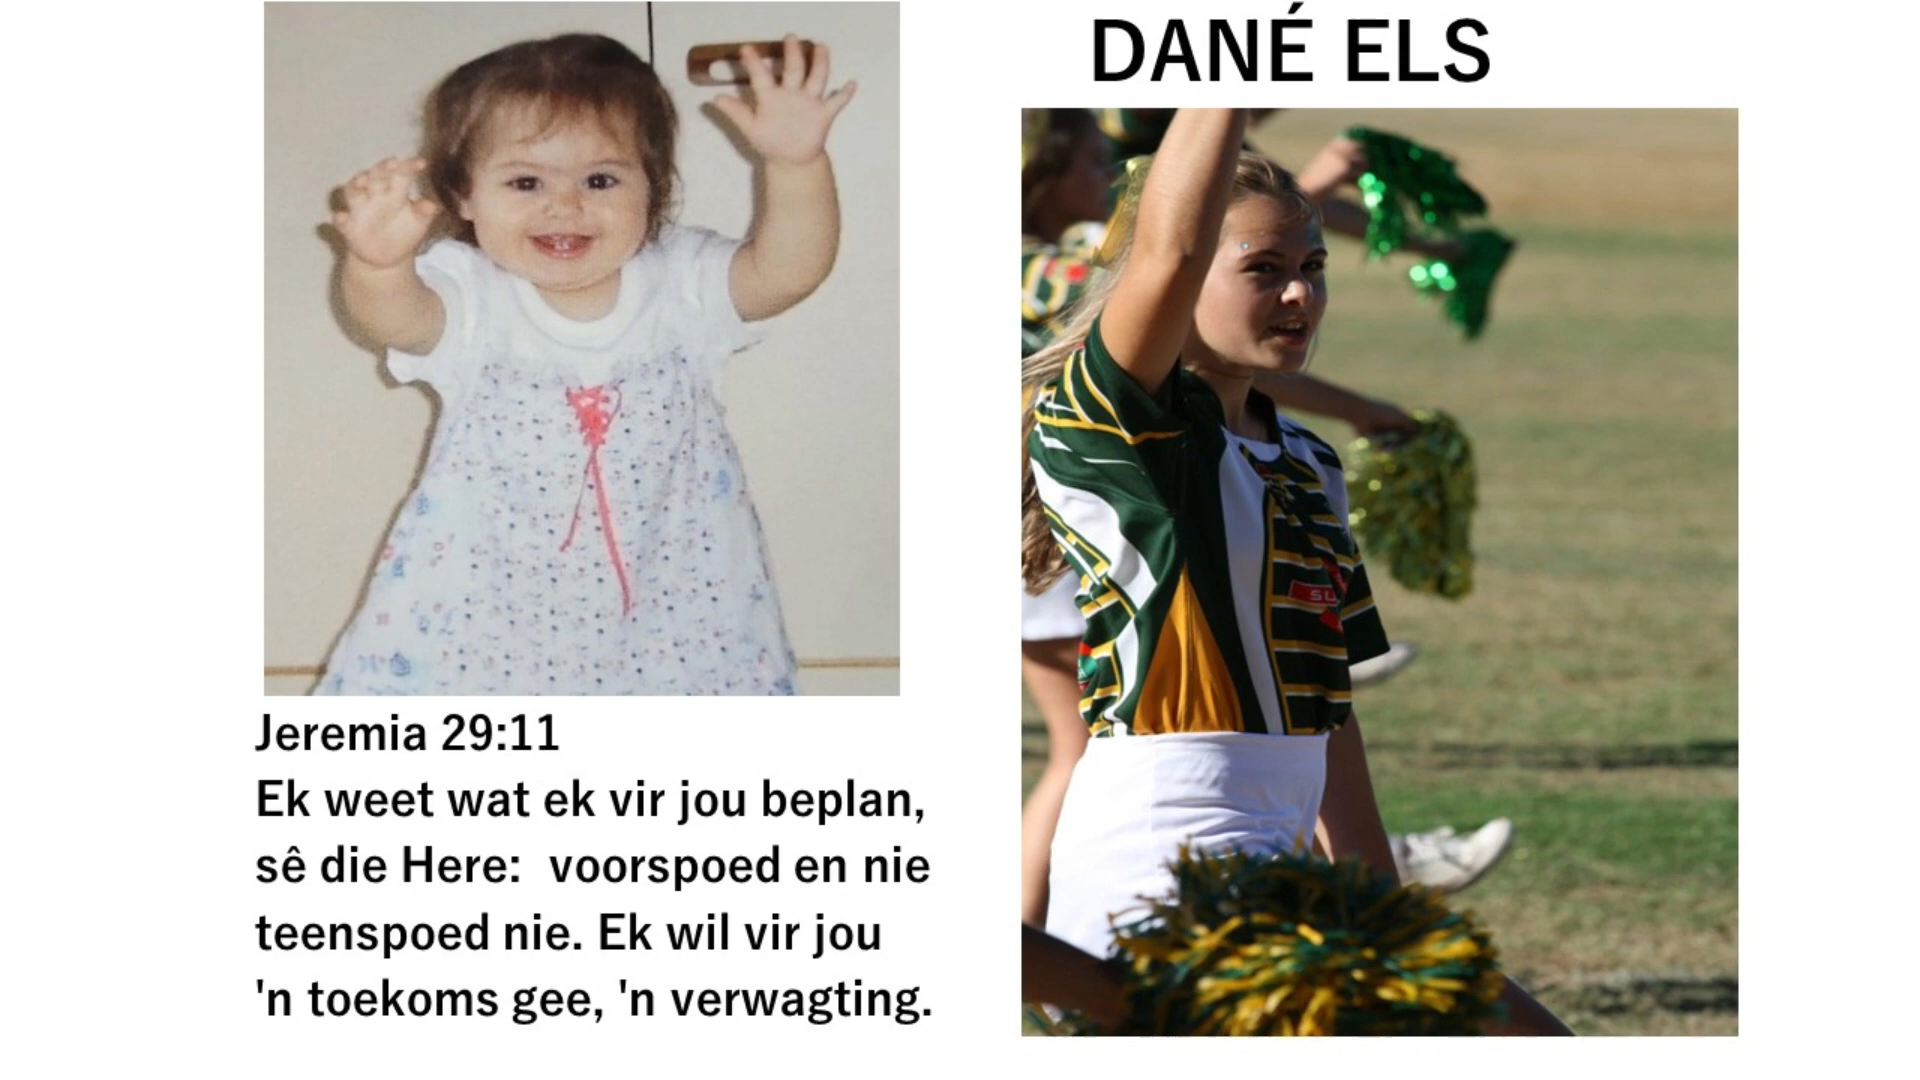 DANÉ ELS
SU
Jeremia 29:11
Ek weet wat ek vir jou beplan,
sê die Here:  voorspoed en nie
teenspoed nie. Ek wil vir jou
'n toekoms gee, 'n verwagting.